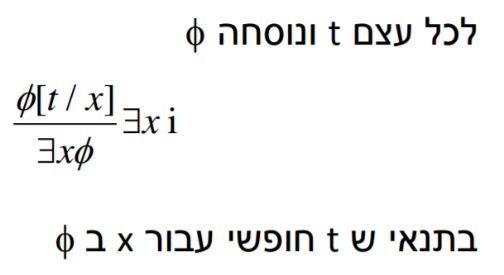 לכל עצם t ונוסחה ϕ
ϕ[t / x]
∃x i
∃xϕ
בתנאי ש t חופשי עבור x ב ϕ